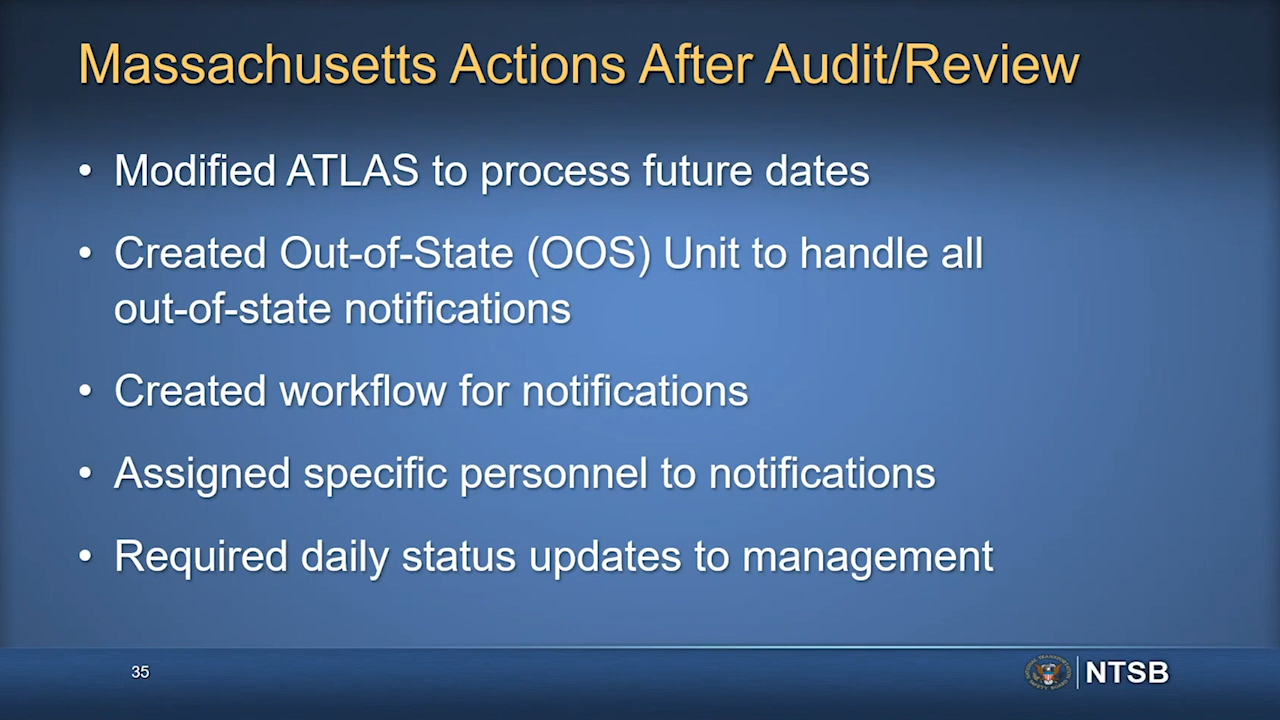 Massachusetts Actions After Audit/Review
• Modified ATLAS to process future dates
• Created Out-of-State (OOS) Unit to handle all
out-of-state notifications
• Created workflow for notifications
• Assigned specific personnel to notifications
• Required daily status updates to management
35
NTSB